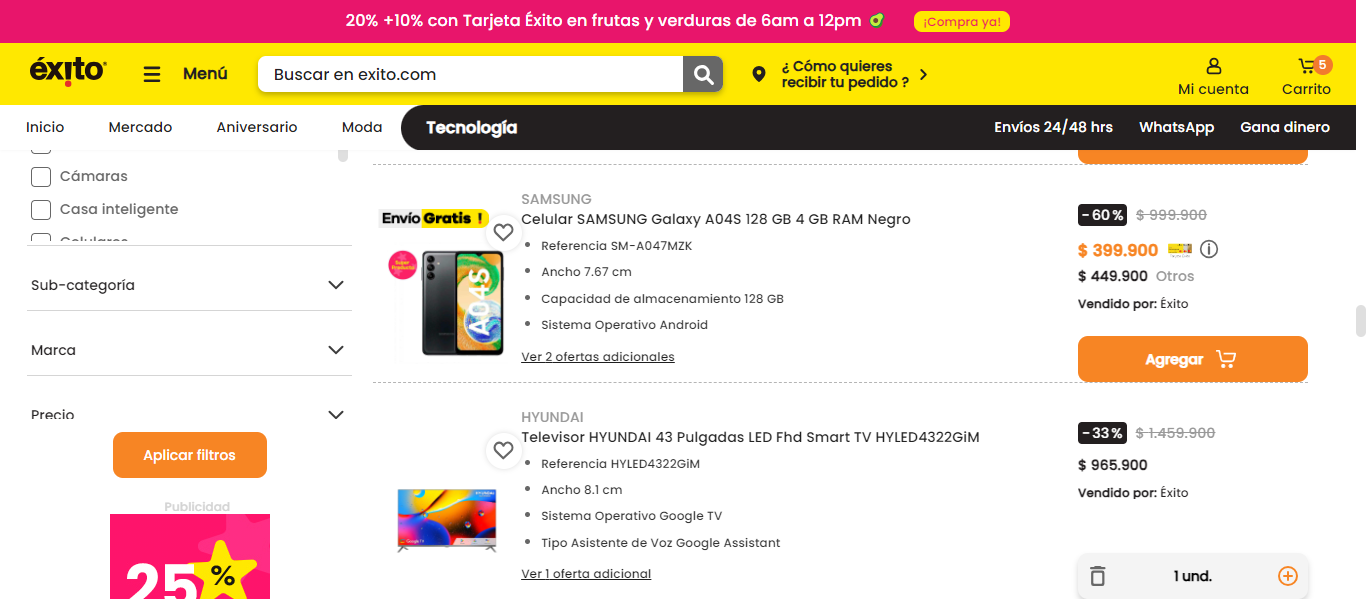 20% +10% con Tarjeta Éxito en frutas y verduras de 6am a 12pm
¡Compra ya!
éxito
Menú
Buscar en exito.com
¿ Cómo quieres
recibir tu pedido ?
5
Mi cuenta
Carrito
Inicio
Mercado
Aniversario
Moda
Tecnología
Envíos 24/48 hrs
WhatsApp
Gana dinero
Cámaras
Casa inteligente
Celulares
Sub-categoría
Marca
Precio
Aplicar filtros
Publicidad
25%
Envío Gratis !
A04S
SAMSUNG
Celular SAMSUNG Galaxy A04S 128 GB 4 GB RAM Negro
Referencia SM-A047MZK
Ancho 7.67 cm
Capacidad de almacenamiento 128 GB
Sistema Operativo Android
Ver 2 ofertas adicionales
- 60 % $ 999.900
$ 399.900
$ 449.900 Otros
Vendido por: Éxito
Agregar
HYUNDAI
Televisor HYUNDAI 43 Pulgadas LED Fhd Smart TV HYLED4322GiM
Referencia HYLED4322GiM
Ancho 8.1 cm
Sistema Operativo Google TV
Tipo Asistente de Voz Google Assistant
Ver 1 oferta adicional
- 33 % $ 1.459.900
$ 965.900
Vendido por: Éxito
1 und.